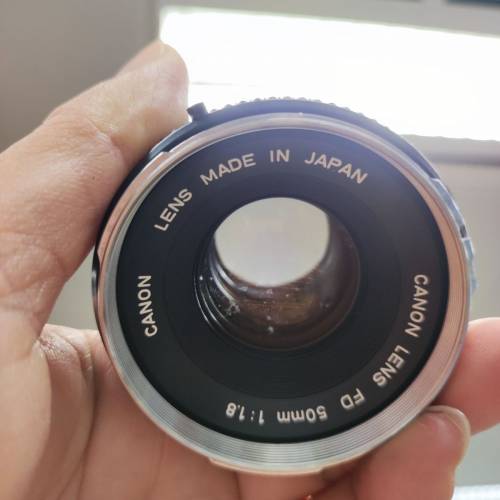 CANON LENS MADE IN JAPAN
CANON LENS FD 50mm 1:1.8